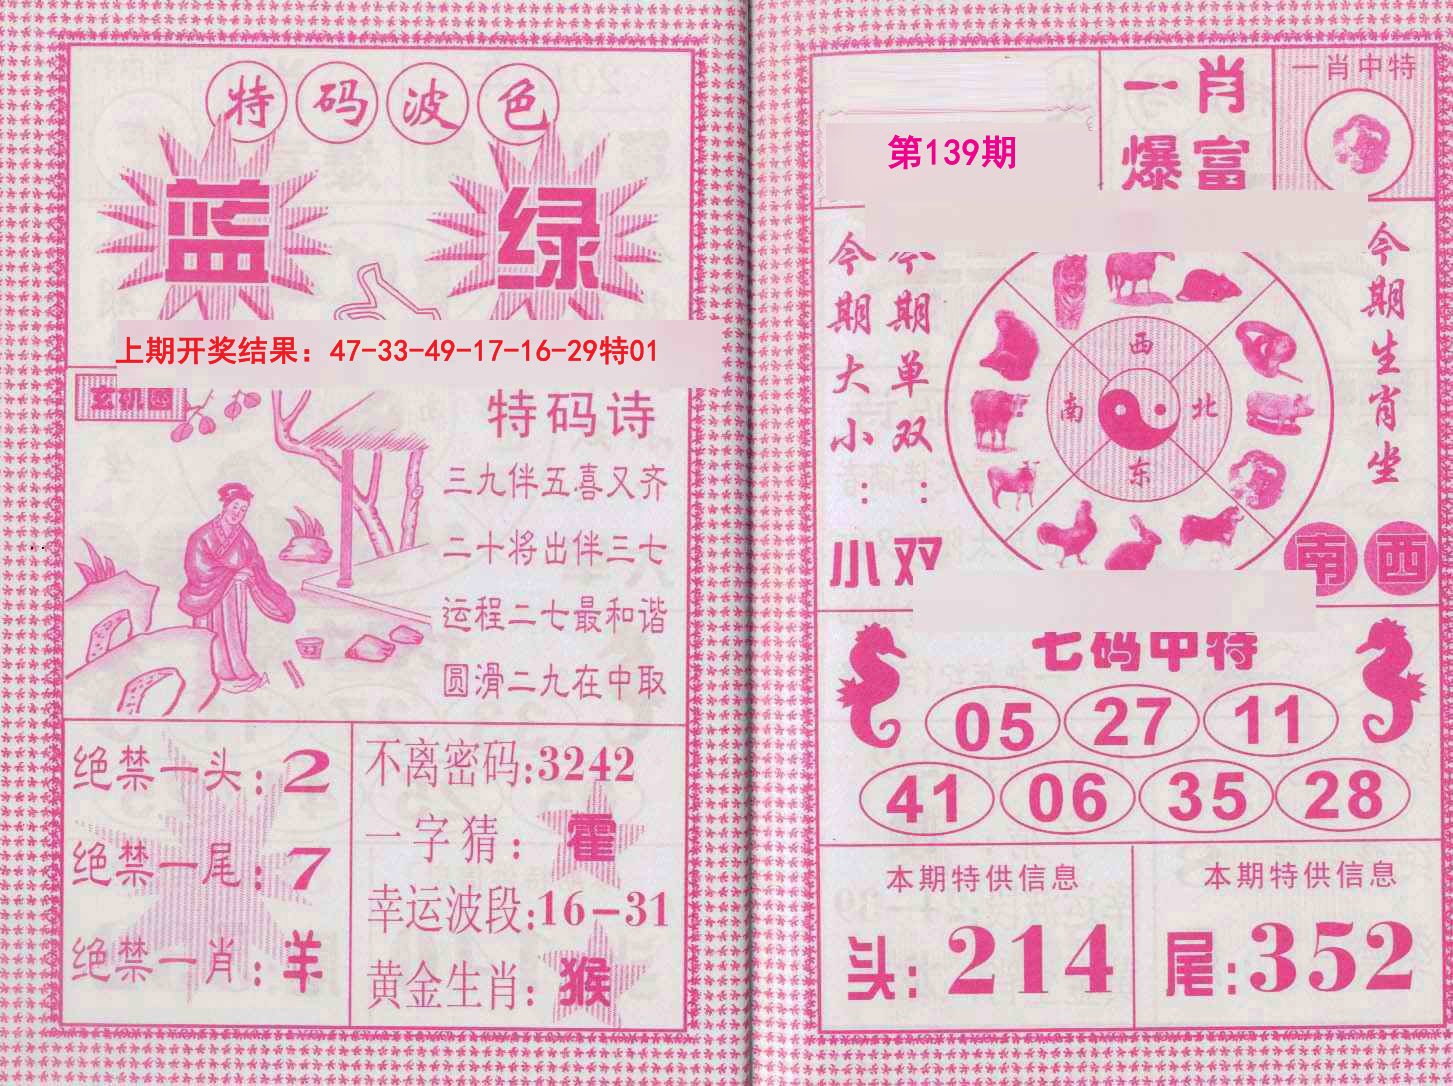 特码波色
蓝 绿
上期开奖结果：47-33-49-17-16-29特01
玄机图
特码诗
三九伴五喜又齐
二十将出伴三七
运程二七最和谐
圆滑二九在中取
绝禁一头：2
绝禁一尾：7
绝禁一肖：羊
不离密码：3242
一字猜：霍
幸运波段：16-31
黄金生肖：猴
第139期
一肖
爆富
一肖中特
今期大小：小
今期单双：双
西
南 北
东
今期生肖坐
南西
七码中特
05 27 11
41 06 35 28
本期特供信息
头：214
本期特供信息
尾：352